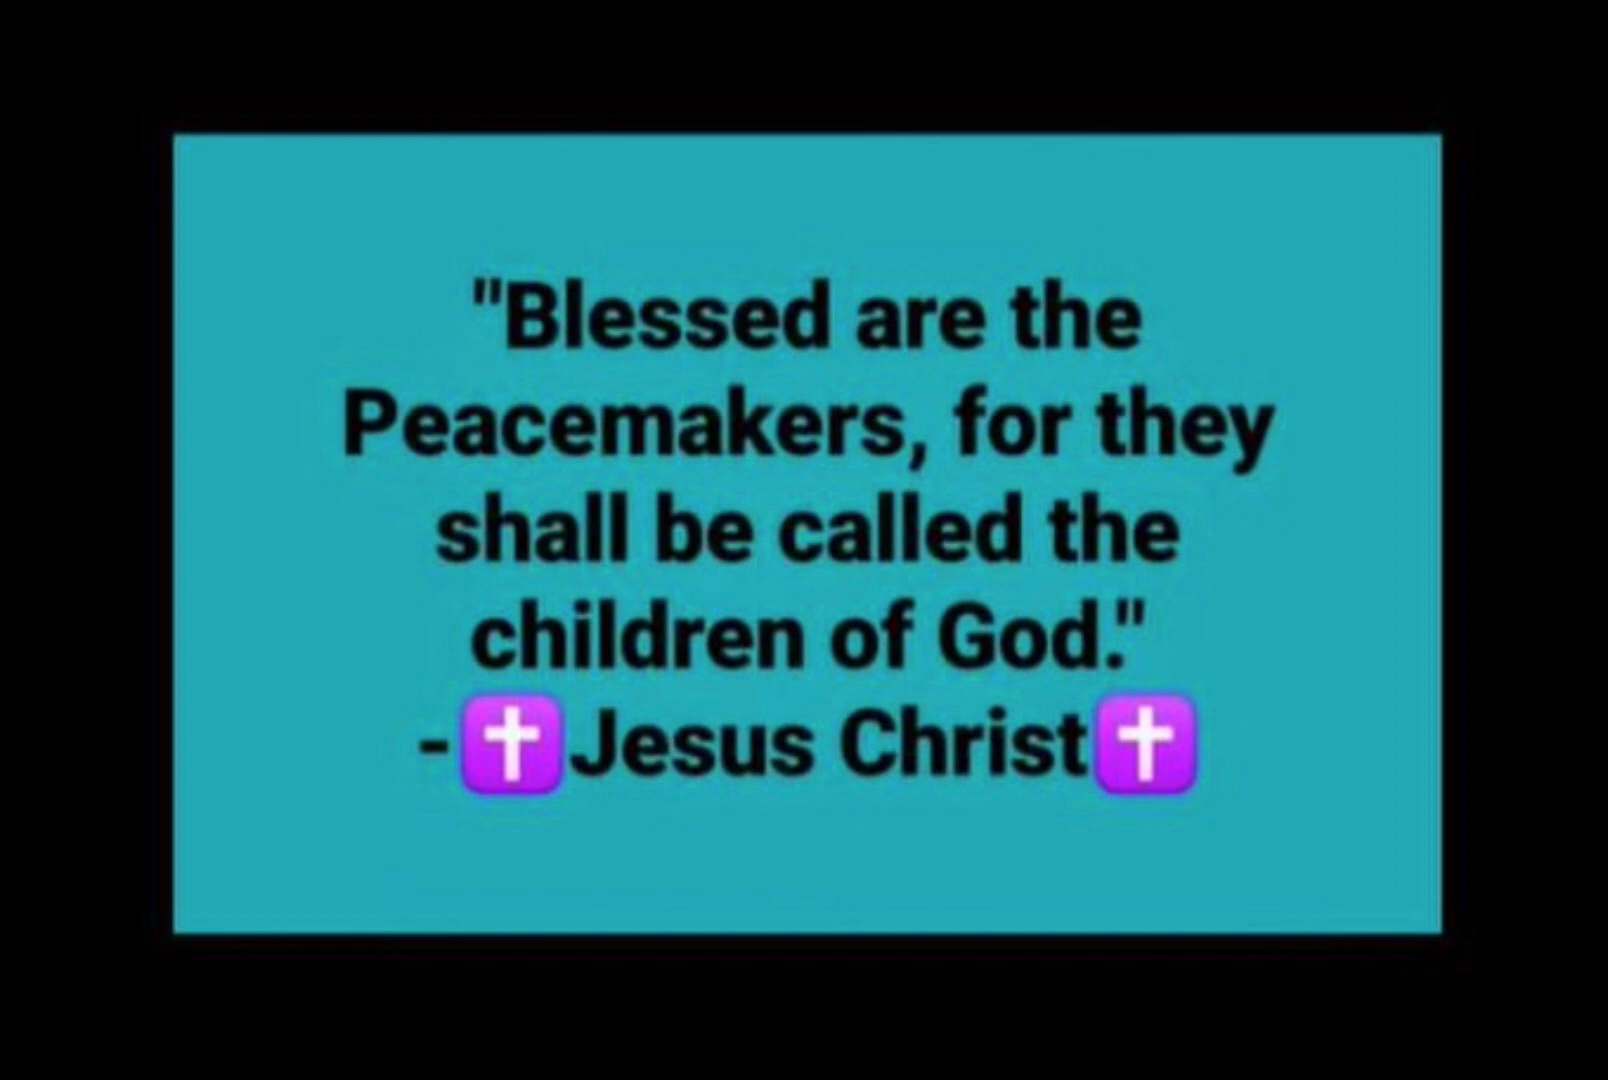 "Blessed are the
Peacemakers, for they
shall be called the
children of God."
-✝️Jesus Christ✝️